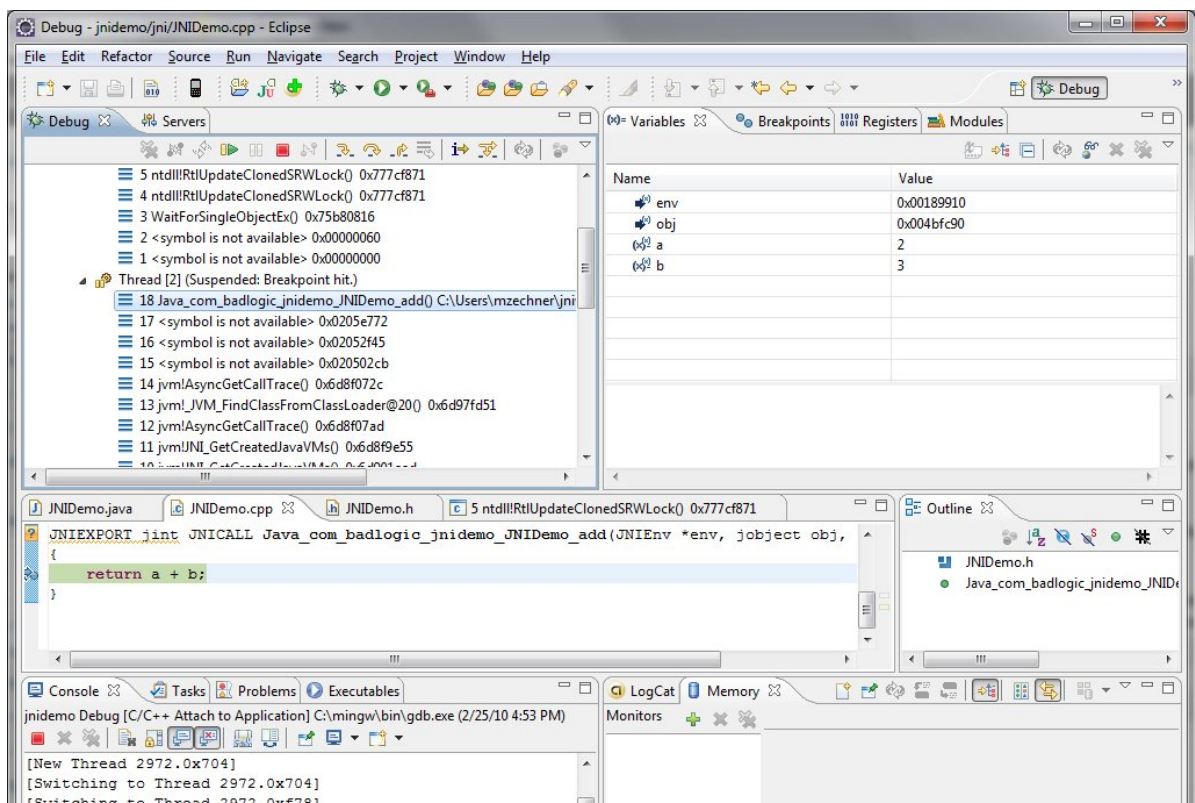 Debug - jnidemo/jni/JNIDemo.cpp - Eclipse
File Edit Refactor Source Run Navigate Search Project Window Help
Debug
Debug Servers
5 ntdll!RtlUpdateClonedSRWLock() 0x777cf871
4 ntdll!RtlUpdateClonedSRWLock() 0x777cf871
3 WaitForSingleObjectEx() 0x75b80816
2 <symbol is not available> 0x00000060
1 <symbol is not available> 0x00000000
Thread [2] (Suspended: Breakpoint hit.)
18 Java_com_badlogic_jnidemo_JNIDemo_add() C:\Users\mzechner\jni
17 <symbol is not available> 0x0205e772
16 <symbol is not available> 0x02052f45
15 <symbol is not available> 0x020502cb
14 jvm!AsyncGetCallTrace() 0x6d8f072c
13 jvm!_JVM_FindClassFromClassLoader@20() 0x6d97fd51
12 jvm!AsyncGetCallTrace() 0x6d8f07ad
11 jvm!JNI_GetCreatedJavaVMs() 0x6d8f9e55
(x)= Variables Breakpoints Registers Modules
Name Value
env 0x00189910
obj 0x004bfc90
a 2
b 3
JNIDemo.java JNIDemo.cpp JNIDemo.h 5 ntdll!RtlUpdateClonedSRWLock() 0x777cf871
JNIEXPORT jint JNICALL Java_com_badlogic_jnidemo_JNIDemo_add(JNIEnv *env, jobject obj,
{
return a + b;
}
Outline
JNIDemo.h
Java_com_badlogic_jnidemo_JNIDe
Console Tasks Problems Executables
jnidemo Debug [C/C++ Attach to Application] C:\mingw\bin\gdb.exe (2/25/10 4:53 PM)
[New Thread 2972.0x704]
[Switching to Thread 2972.0x704]
[Switching to Thread 2972.0xf78]
LogCat Memory
Monitors